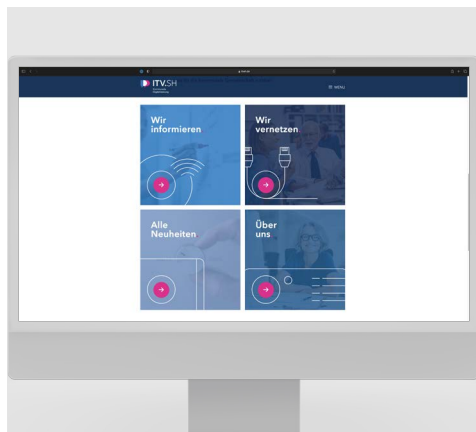 ITV.SH
MENU
Wir
informieren
Wir
vernetzen
Alle
Neuheiten
Über
uns